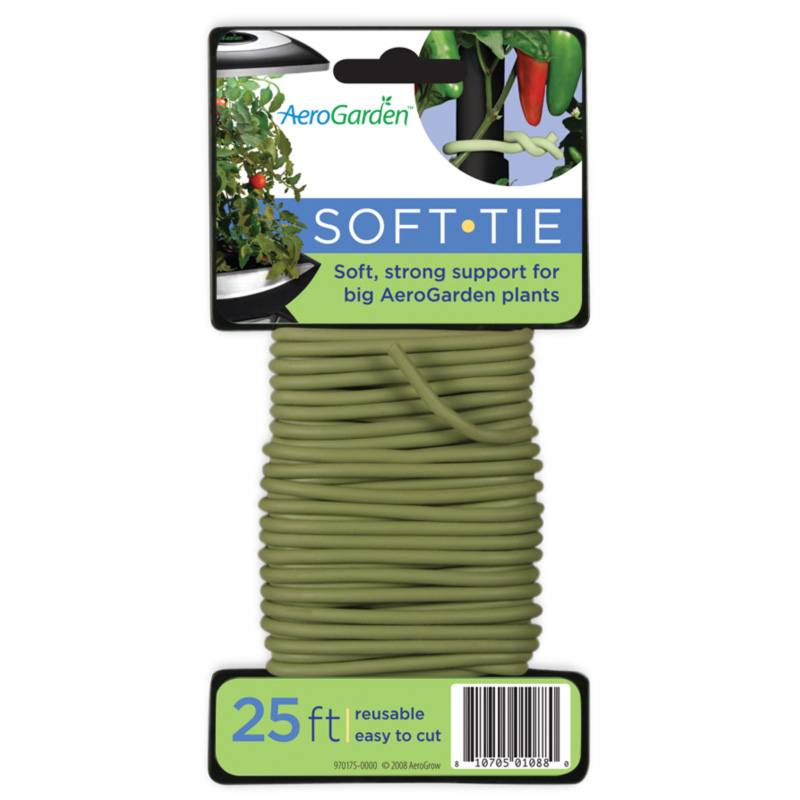 AeroGarden™
SOFT•TIE
Soft, strong support for
big AeroGarden plants
25 ft
reusable
easy to cut
970175-0000 © 2008 AeroGrow
8 10705 01088 0